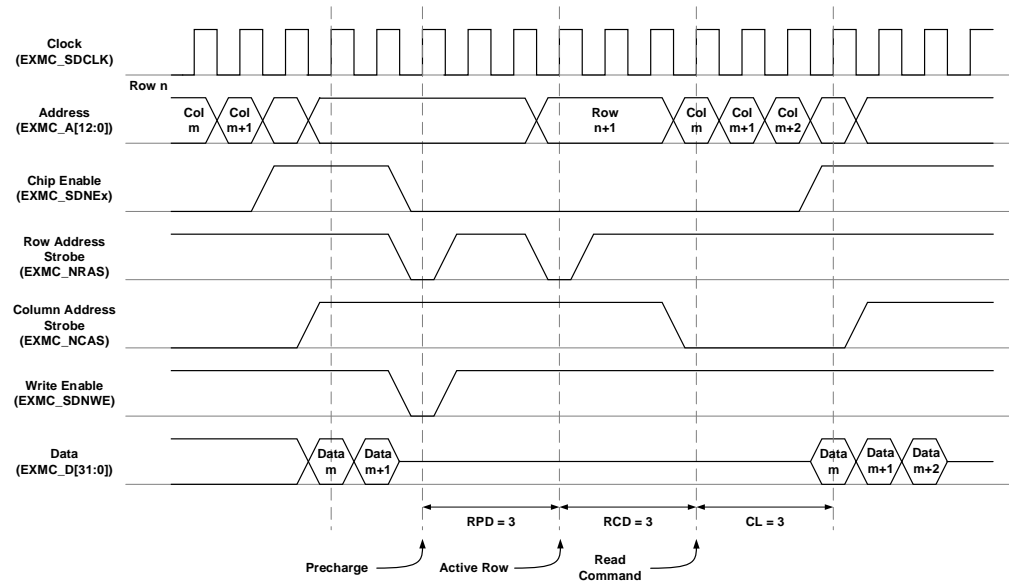 Clock
(EXMC_SDCLK)
Row n
Address
(EXMC_A[12:0])
Col
m
Col
m+1
Row
n+1
Col
m
Col
m+1
Col
m+2
Chip Enable
(EXMC_SDNEx)
Row Address
Strobe
(EXMC_NRAS)
Column Address
Strobe
(EXMC_NCAS)
Write Enable
(EXMC_SDNWE)
Data
(EXMC_D[31:0])
Data
m
Data
m+1
Data
m
Data
m+1
Data
m+2
RPD = 3
RCD = 3
CL = 3
Precharge
Active Row
Read
Command